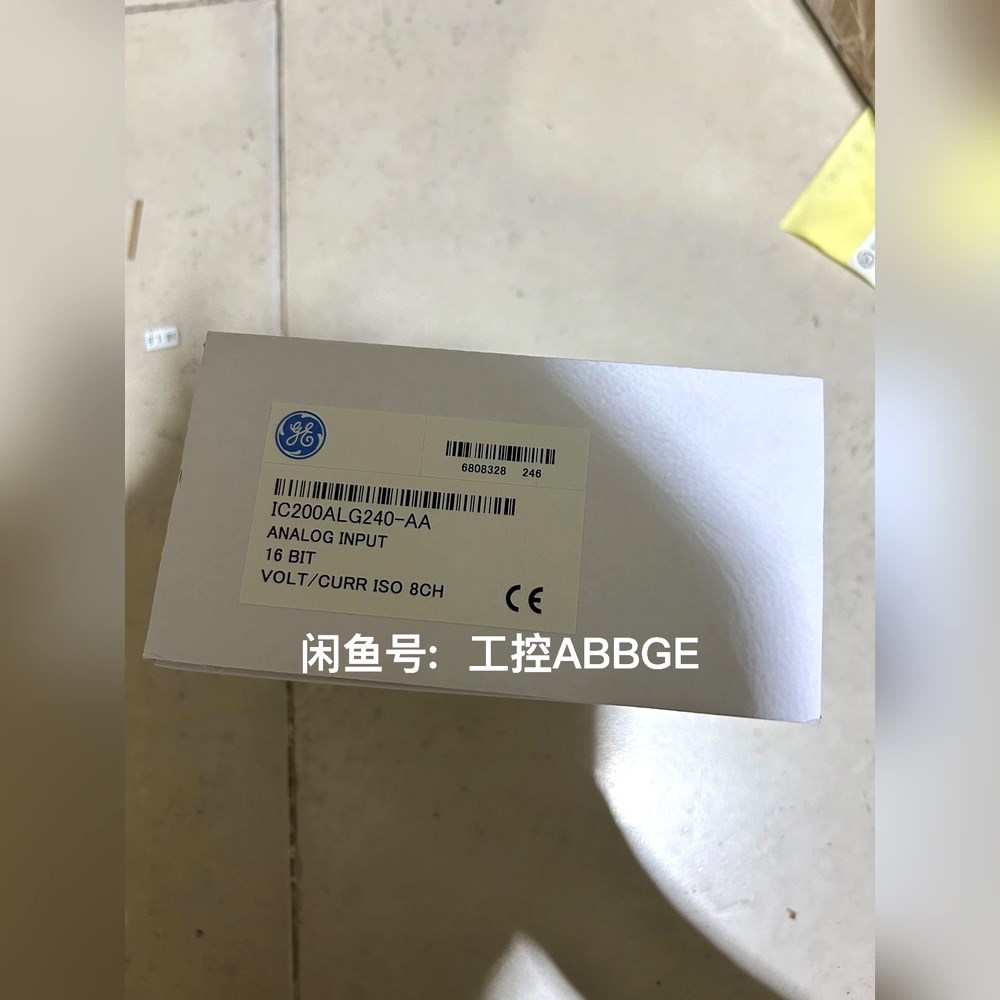 GE
6808328 246
IC200ALG240-AA
ANALOG INPUT
16 BIT
VOLT/CURR ISO 8CH
CE
闲鱼号：工控ABBGE